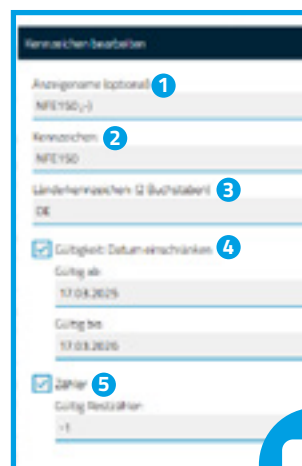 Kennzeichen bearbeiten
Anzeigename (optional) 1
NFE150;-)
Kennzeichen 2
NFE150
Länderkennzeichen (2 Buchstaben) 3
DE
Gültigkeit: Datum einschränken 4
Gültig ab
17.03.2025
Gültig bis
17.03.2026
Zähler 5
Gültig Restzähler
-1